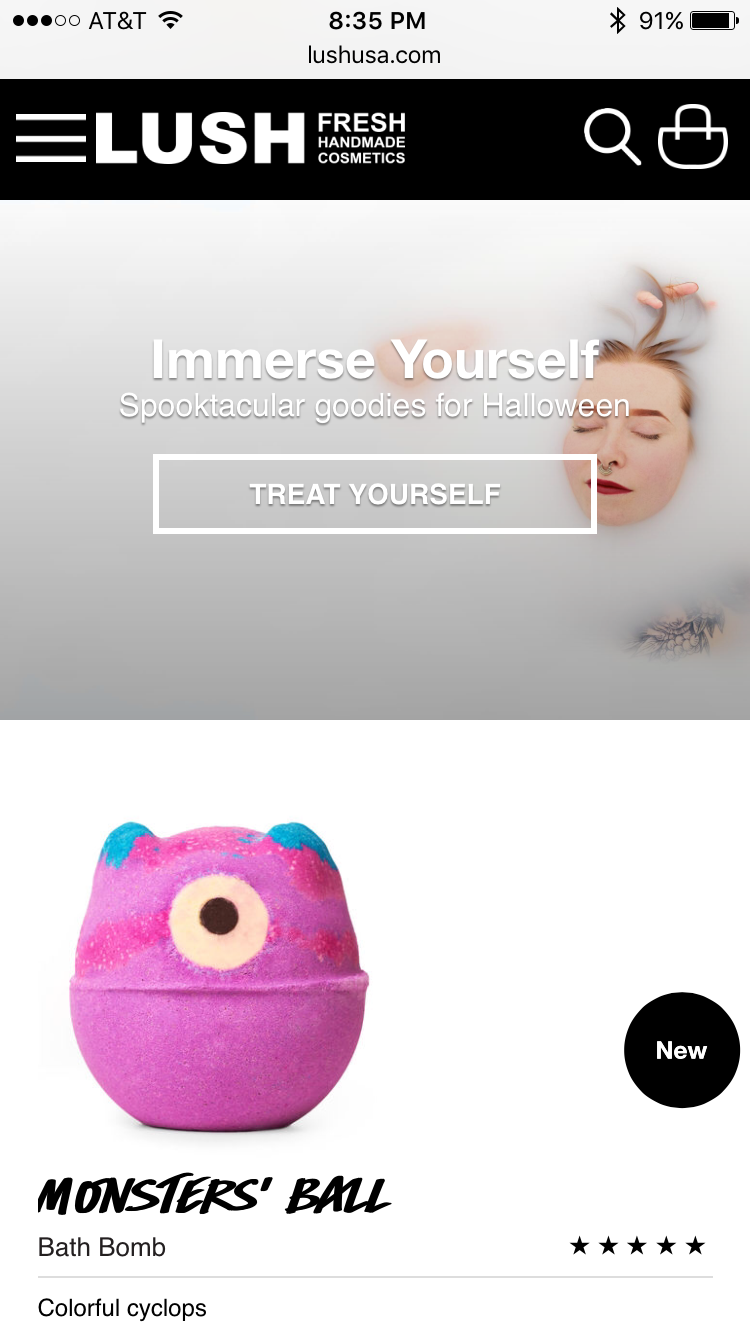 AT&T 8:35 PM 91%
lushusa.com
LUSH FRESH
HANDMADE
COSMETICS
Immerse Yourself
Spooktacular goodies for Halloween
TREAT YOURSELF
New
MONSTERS' BALL
Bath Bomb ★ ★ ★ ★ ★
Colorful cyclops